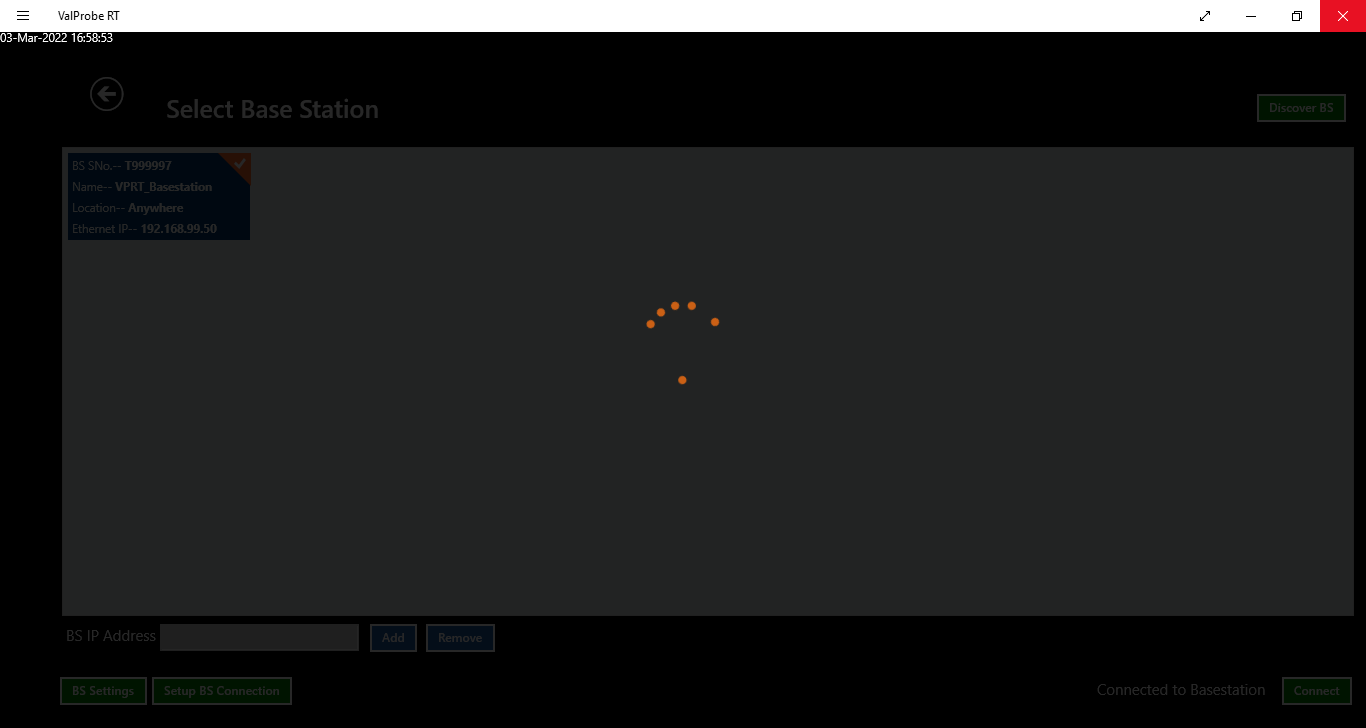 ValProbe RT
03-Mar-2022 16:58:53
Select Base Station
Discover BS
BS SNo.-- T999997
Name-- VPRT_Basestation
Location-- Anywhere
Ethernet IP-- 192.168.99.50
BS IP Address
Add
Remove
BS Settings
Setup BS Connection
Connected to Basestation
Connect